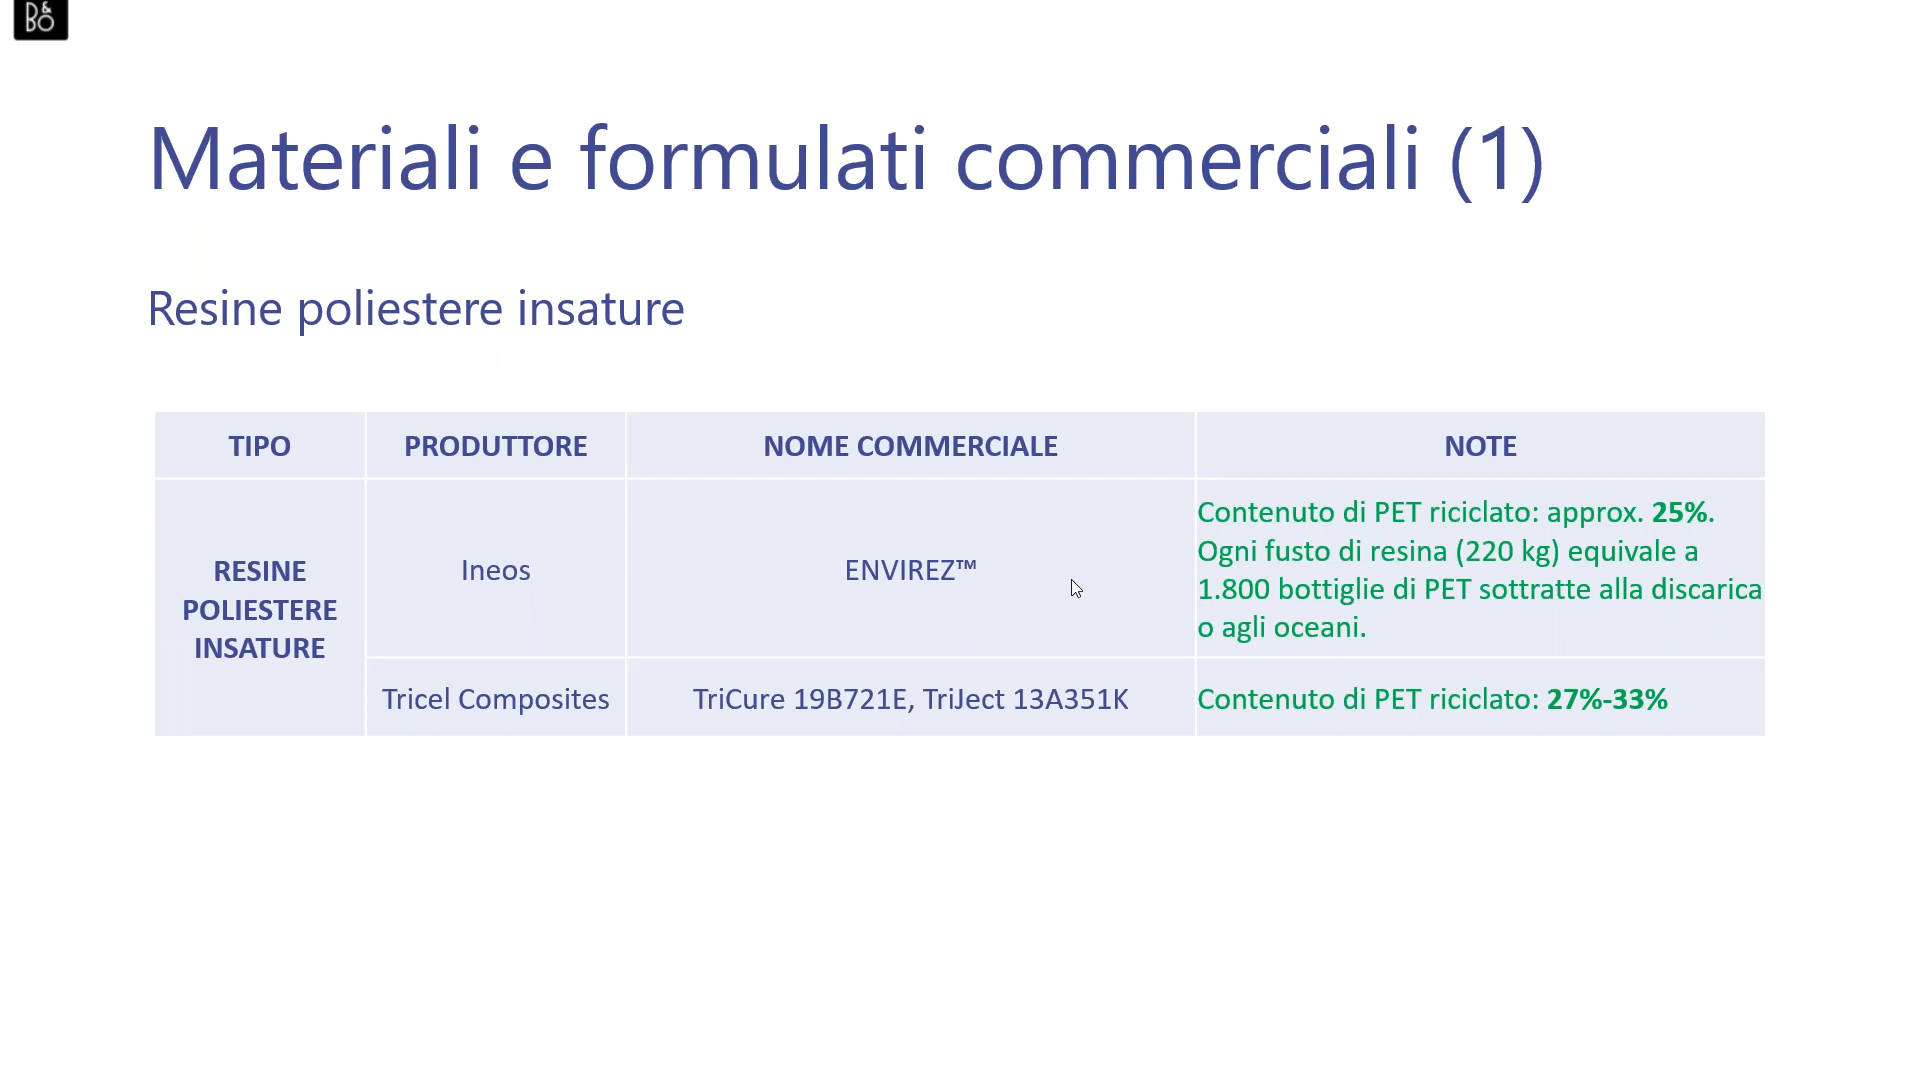 B&O
Materiali e formulati commerciali (1)
Resine poliestere insature
TIPO
PRODUTTORE
NOME COMMERCIALE
NOTE
RESINE
POLIESTERE
INSATURE
Ineos
ENVIREZ™
Contenuto di PET riciclato: approx. 25%.
Ogni fusto di resina (220 kg) equivale a
1.800 bottiglie di PET sottratte alla discarica
o agli oceani.
Tricel Composites
TriCure 19B721E, TriJect 13A351K
Contenuto di PET riciclato: 27%-33%